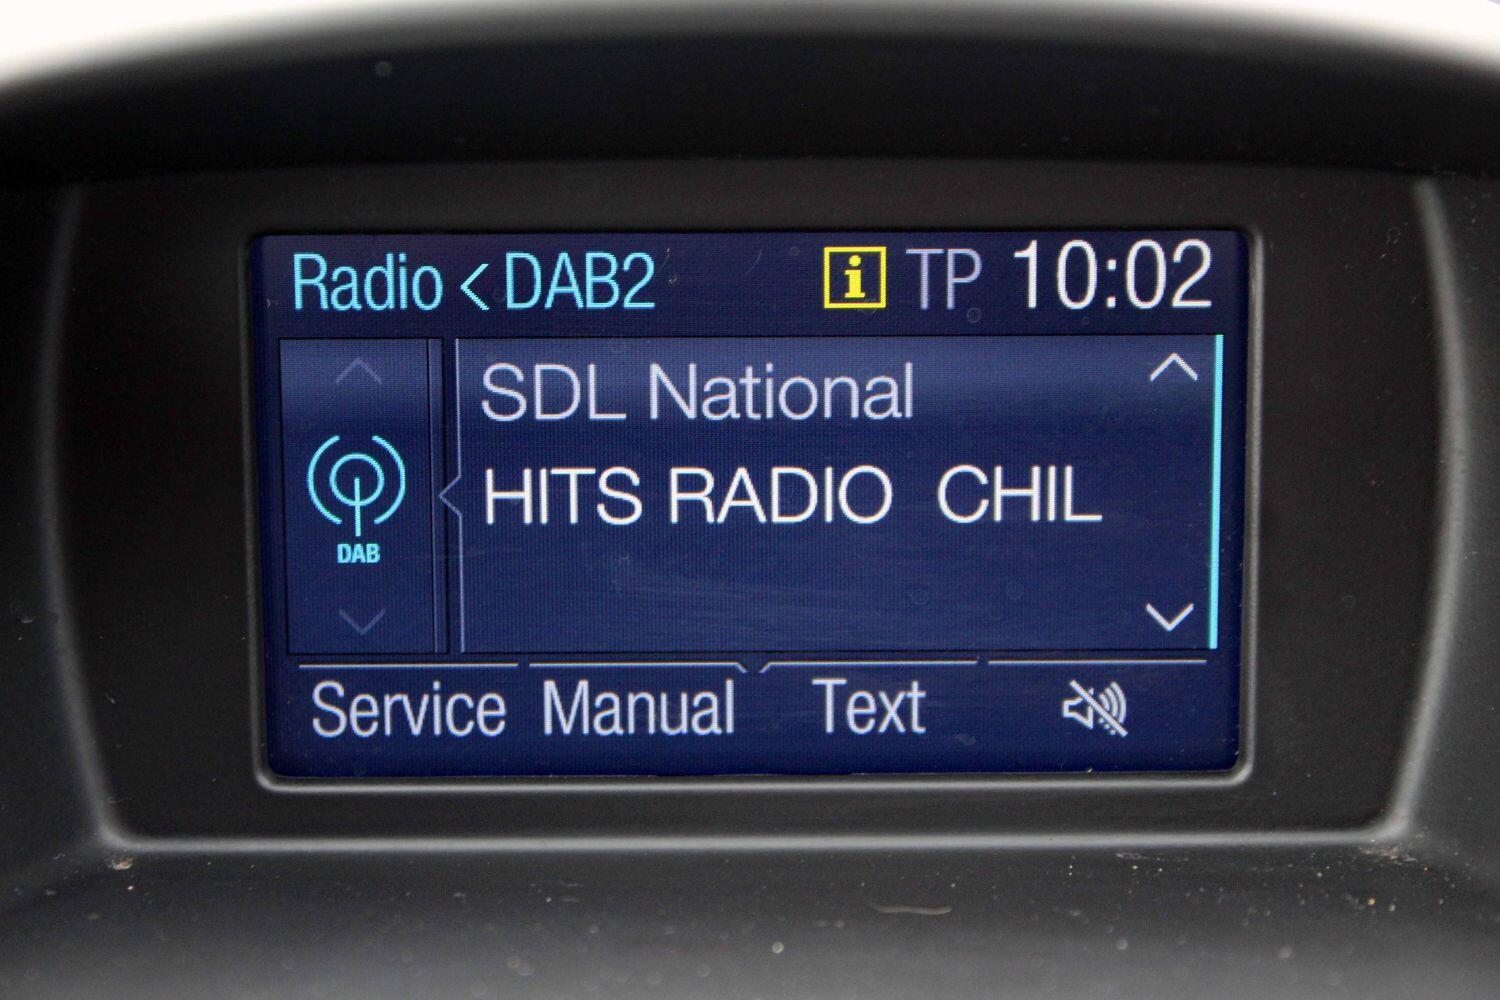 Radio < DAB2 i TP 10:02
SDL National
HITS RADIO CHIL
DAB
Service Manual Text